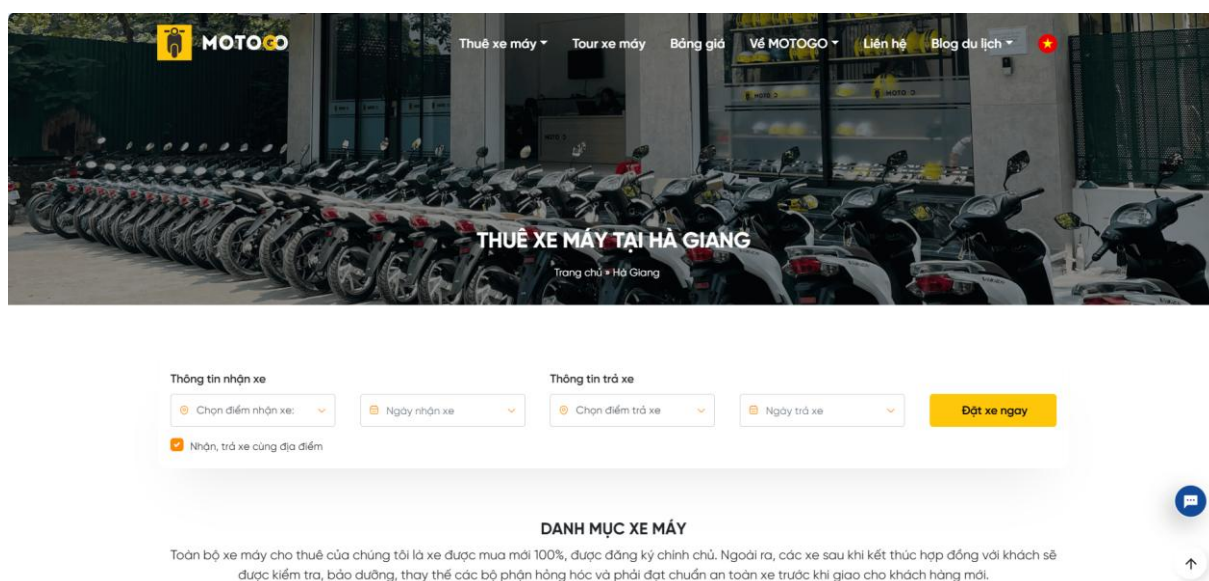 MOTOGO
Thuê xe máy Tour xe máy Bảng giá Về MOTOGO Liên hệ Blog du lịch
MOTO
MOTO
MOTO
THUÊ XE MÁY TẠI HÀ GIANG
Trang chủ » Hà Giang
Thông tin nhận xe Thông tin trả xe
Chọn điểm nhận xe: Ngày nhận xe Chọn điểm trả xe Ngày trả xe Đặt xe ngay
Nhận, trả xe cùng địa điểm
DANH MỤC XE MÁY
Toàn bộ xe máy cho thuê của chúng tôi là xe được mua mới 100%, được đăng ký chính chủ. Ngoài ra, các xe sau khi kết thúc hợp đồng với khách sẽ
được kiểm tra, bảo dưỡng, thay thế các bộ phận hỏng hóc và phải đạt chuẩn an toàn xe trước khi giao cho khách hàng mới.